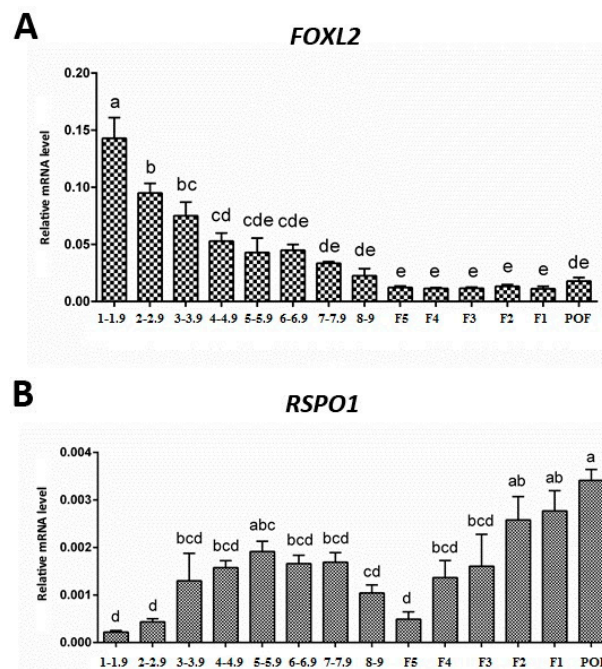 A
FOXL2
Relative mRNA level
0.20
0.15
0.10
0.05
0.00
a
b
bc
cd
cde
cde
de
de
e
e
e
e
e
de
1-1.9 2-2.9 3-3.9 4-4.9 5-5.9 6-6.9 7-7.9 8-9 F5 F4 F3 F2 F1 POF
B
RSPO1
Relative mRNA level
0.004
0.003
0.002
0.001
0.000
d
d
bcd
bcd
abc
bcd
bcd
cd
d
bcd
bcd
ab
ab
a
1-1.9 2-2.9 3-3.9 4-4.9 5-5.9 6-6.9 7-7.9 8-9 F5 F4 F3 F2 F1 POF